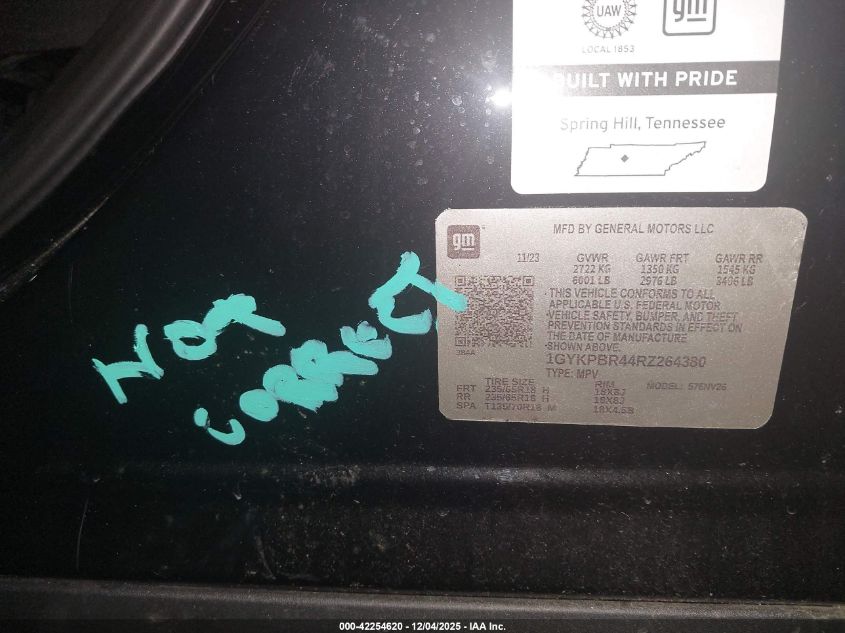 UAW
gm
LOCAL 1853
BUILT WITH PRIDE
Spring Hill, Tennessee
gm
MFD BY GENERAL MOTORS LLC
11/23 GVWR GAWR FRT GAWR RR
2722 KG 1350 KG 1545 KG
6001 LB 2976 LB 3406 LB
THIS VEHICLE CONFORMS TO ALL
APPLICABLE U.S. FEDERAL MOTOR
VEHICLE SAFETY, BUMPER, AND THEFT
PREVENTION STANDARDS IN EFFECT ON
THE DATE OF MANUFACTURE
SHOWN ABOVE.
1GYKPBR44RZ264380
TYPE: MPV
TIRE SIZE RIM MODEL:
FRT 235/65R18 H 18X8J
RR 235/65R18 H 18X8J
SPA T135/70R18 M 18X4.5B
NOT
CORRECT
000-42254620 - 12/04/2025 - IAA Inc.